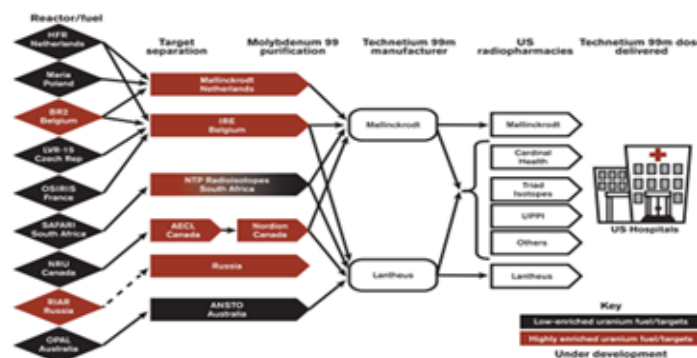 Reactor/fuel
Target
separation
Molybdenum 99
purification
Technetium 99m
manufacturer
US
radiopharmacies
Technetium 99m dose
delivered
HFR
Netherlands
Maria
Poland
BR2
Belgium
LVR-15
Czech Rep
OSIRIS
France
SAFARI
South Africa
NRU
Canada
RIAR
Russia
OPAL
Australia
Mallinckrodt
Netherlands
IRE
Belgium
NTP Radioisotopes
South Africa
AECL
Canada
Nordion
Canada
Russia
ANSTO
Australia
Mallinckrodt
Lantheus
Mallinckrodt
Cardinal
Health
Triad
Isotopes
UPPI
Others
Lantheus
US Hospitals
Key
Low-enriched uranium fuel/targets
Highly enriched uranium fuel/targets
Under development